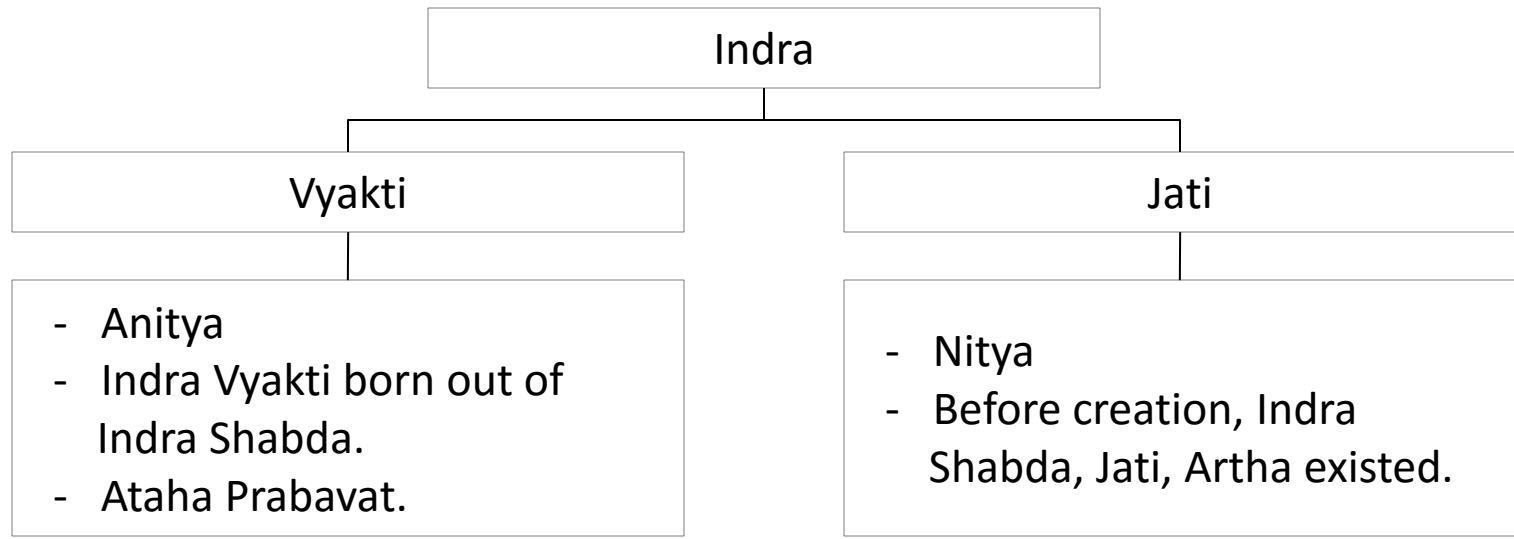 Indra
Vyakti
Jati
- Anitya
- Indra Vyakti born out of
Indra Shabda.
- Ataha Prabavat.
- Nitya
- Before creation, Indra
Shabda, Jati, Artha existed.